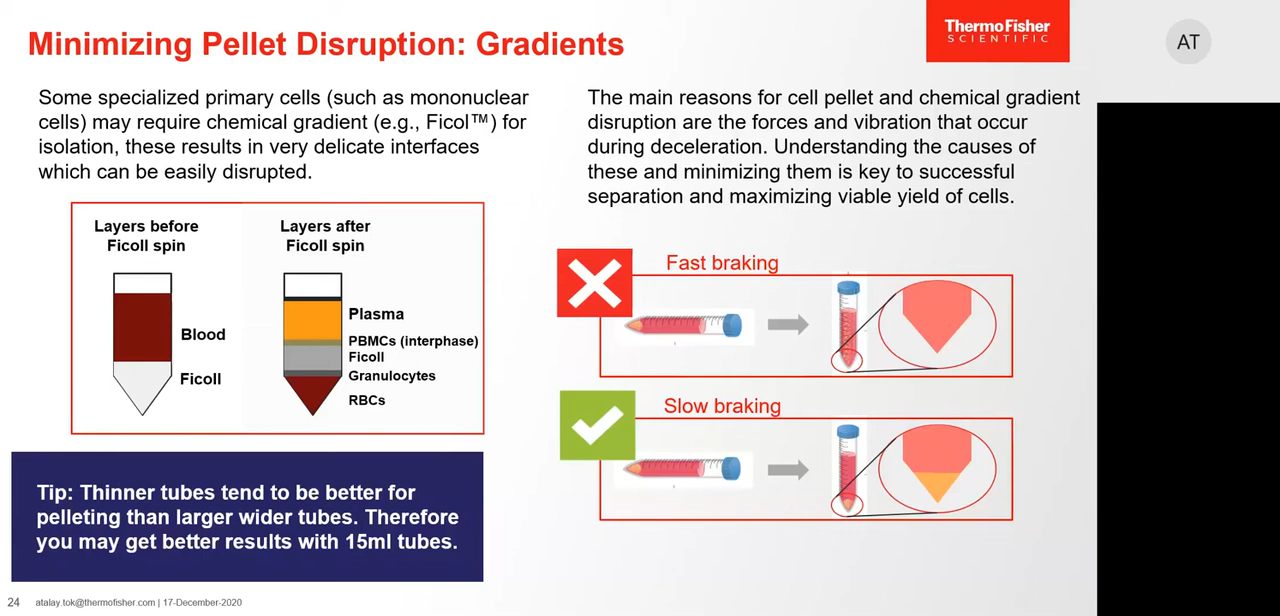 Minimizing Pellet Disruption: Gradients
ThermoFisher
SCIENTIFIC
AT
Some specialized primary cells (such as mononuclear
cells) may require chemical gradient (e.g., Ficol™) for
isolation, these results in very delicate interfaces
which can be easily disrupted.
Layers before
Ficoll spin
Blood
Ficoll
Layers after
Ficoll spin
Plasma
PBMCs (interphase)
Ficoll
Granulocytes
RBCs
Tip: Thinner tubes tend to be better for
pelleting than larger wider tubes. Therefore
you may get better results with 15ml tubes.
The main reasons for cell pellet and chemical gradient
disruption are the forces and vibration that occur
during deceleration. Understanding the causes of
these and minimizing them is key to successful
separation and maximizing viable yield of cells.
Fast braking
Slow braking
24 atalay.tok@thermofisher.com | 17-December-2020